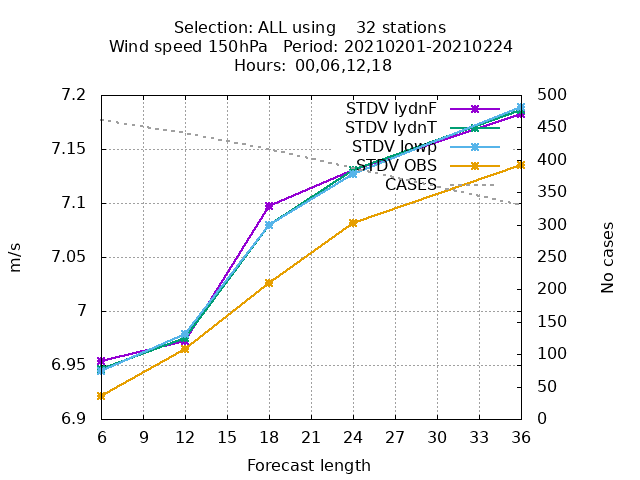 Selection: ALL using    32 stations
Wind speed 150hPa   Period: 20210201-20210224
Hours:  00,06,12,18
7.2
7.15
7.1
7.05
7
6.95
6.9
m/s
500
450
400
350
300
250
200
150
100
50
0
No cases
STDV lydnF
STDV lydnT
STDV lowp
STDV OBS
CASES
6 9 12 15 18 21 24 27 30 33 36
Forecast length